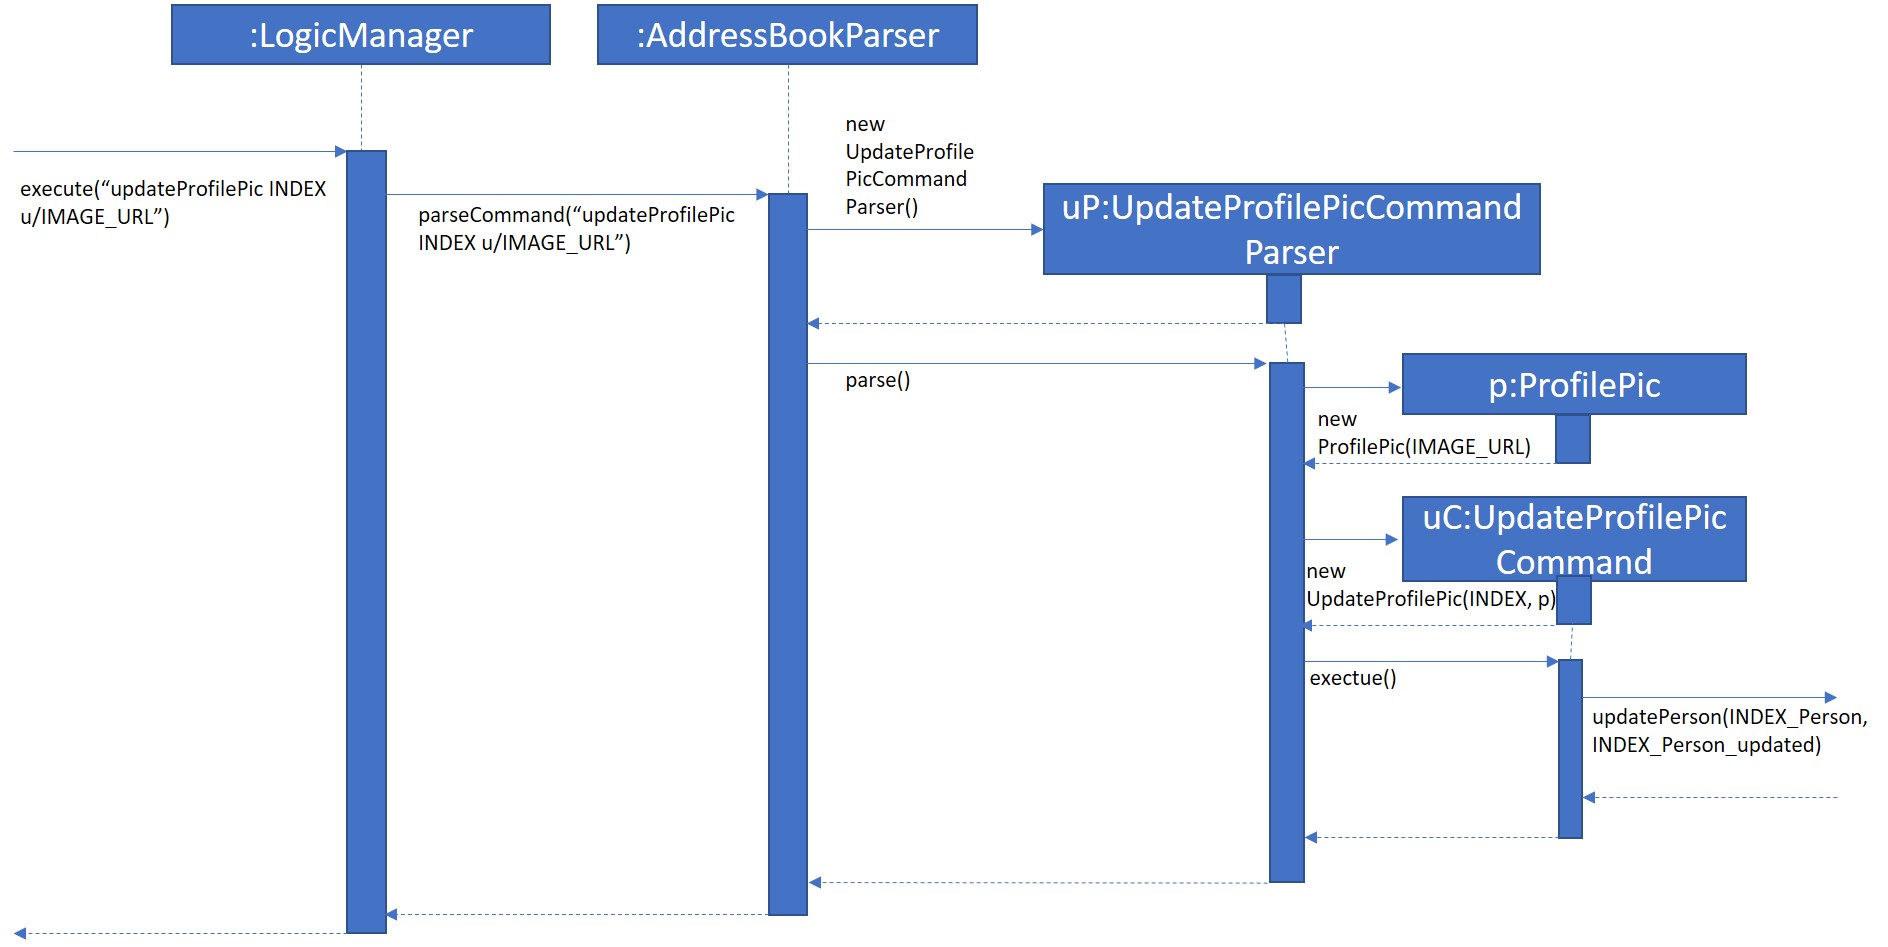 :LogicManager
:AddressBookParser
new
UpdateProfile
PicCommand
Parser()
execute(“updateProfilePic INDEX
u/IMAGE_URL”)
parseCommand(“updateProfilePic
INDEX u/IMAGE_URL”)
uP:UpdateProfilePicCommand
Parser
parse()
p:ProfilePic
new
ProfilePic(IMAGE_URL)
uC:UpdateProfilePic
Command
new
UpdateProfilePic(INDEX, p)
exectue()
updatePerson(INDEX_Person,
INDEX_Person_updated)